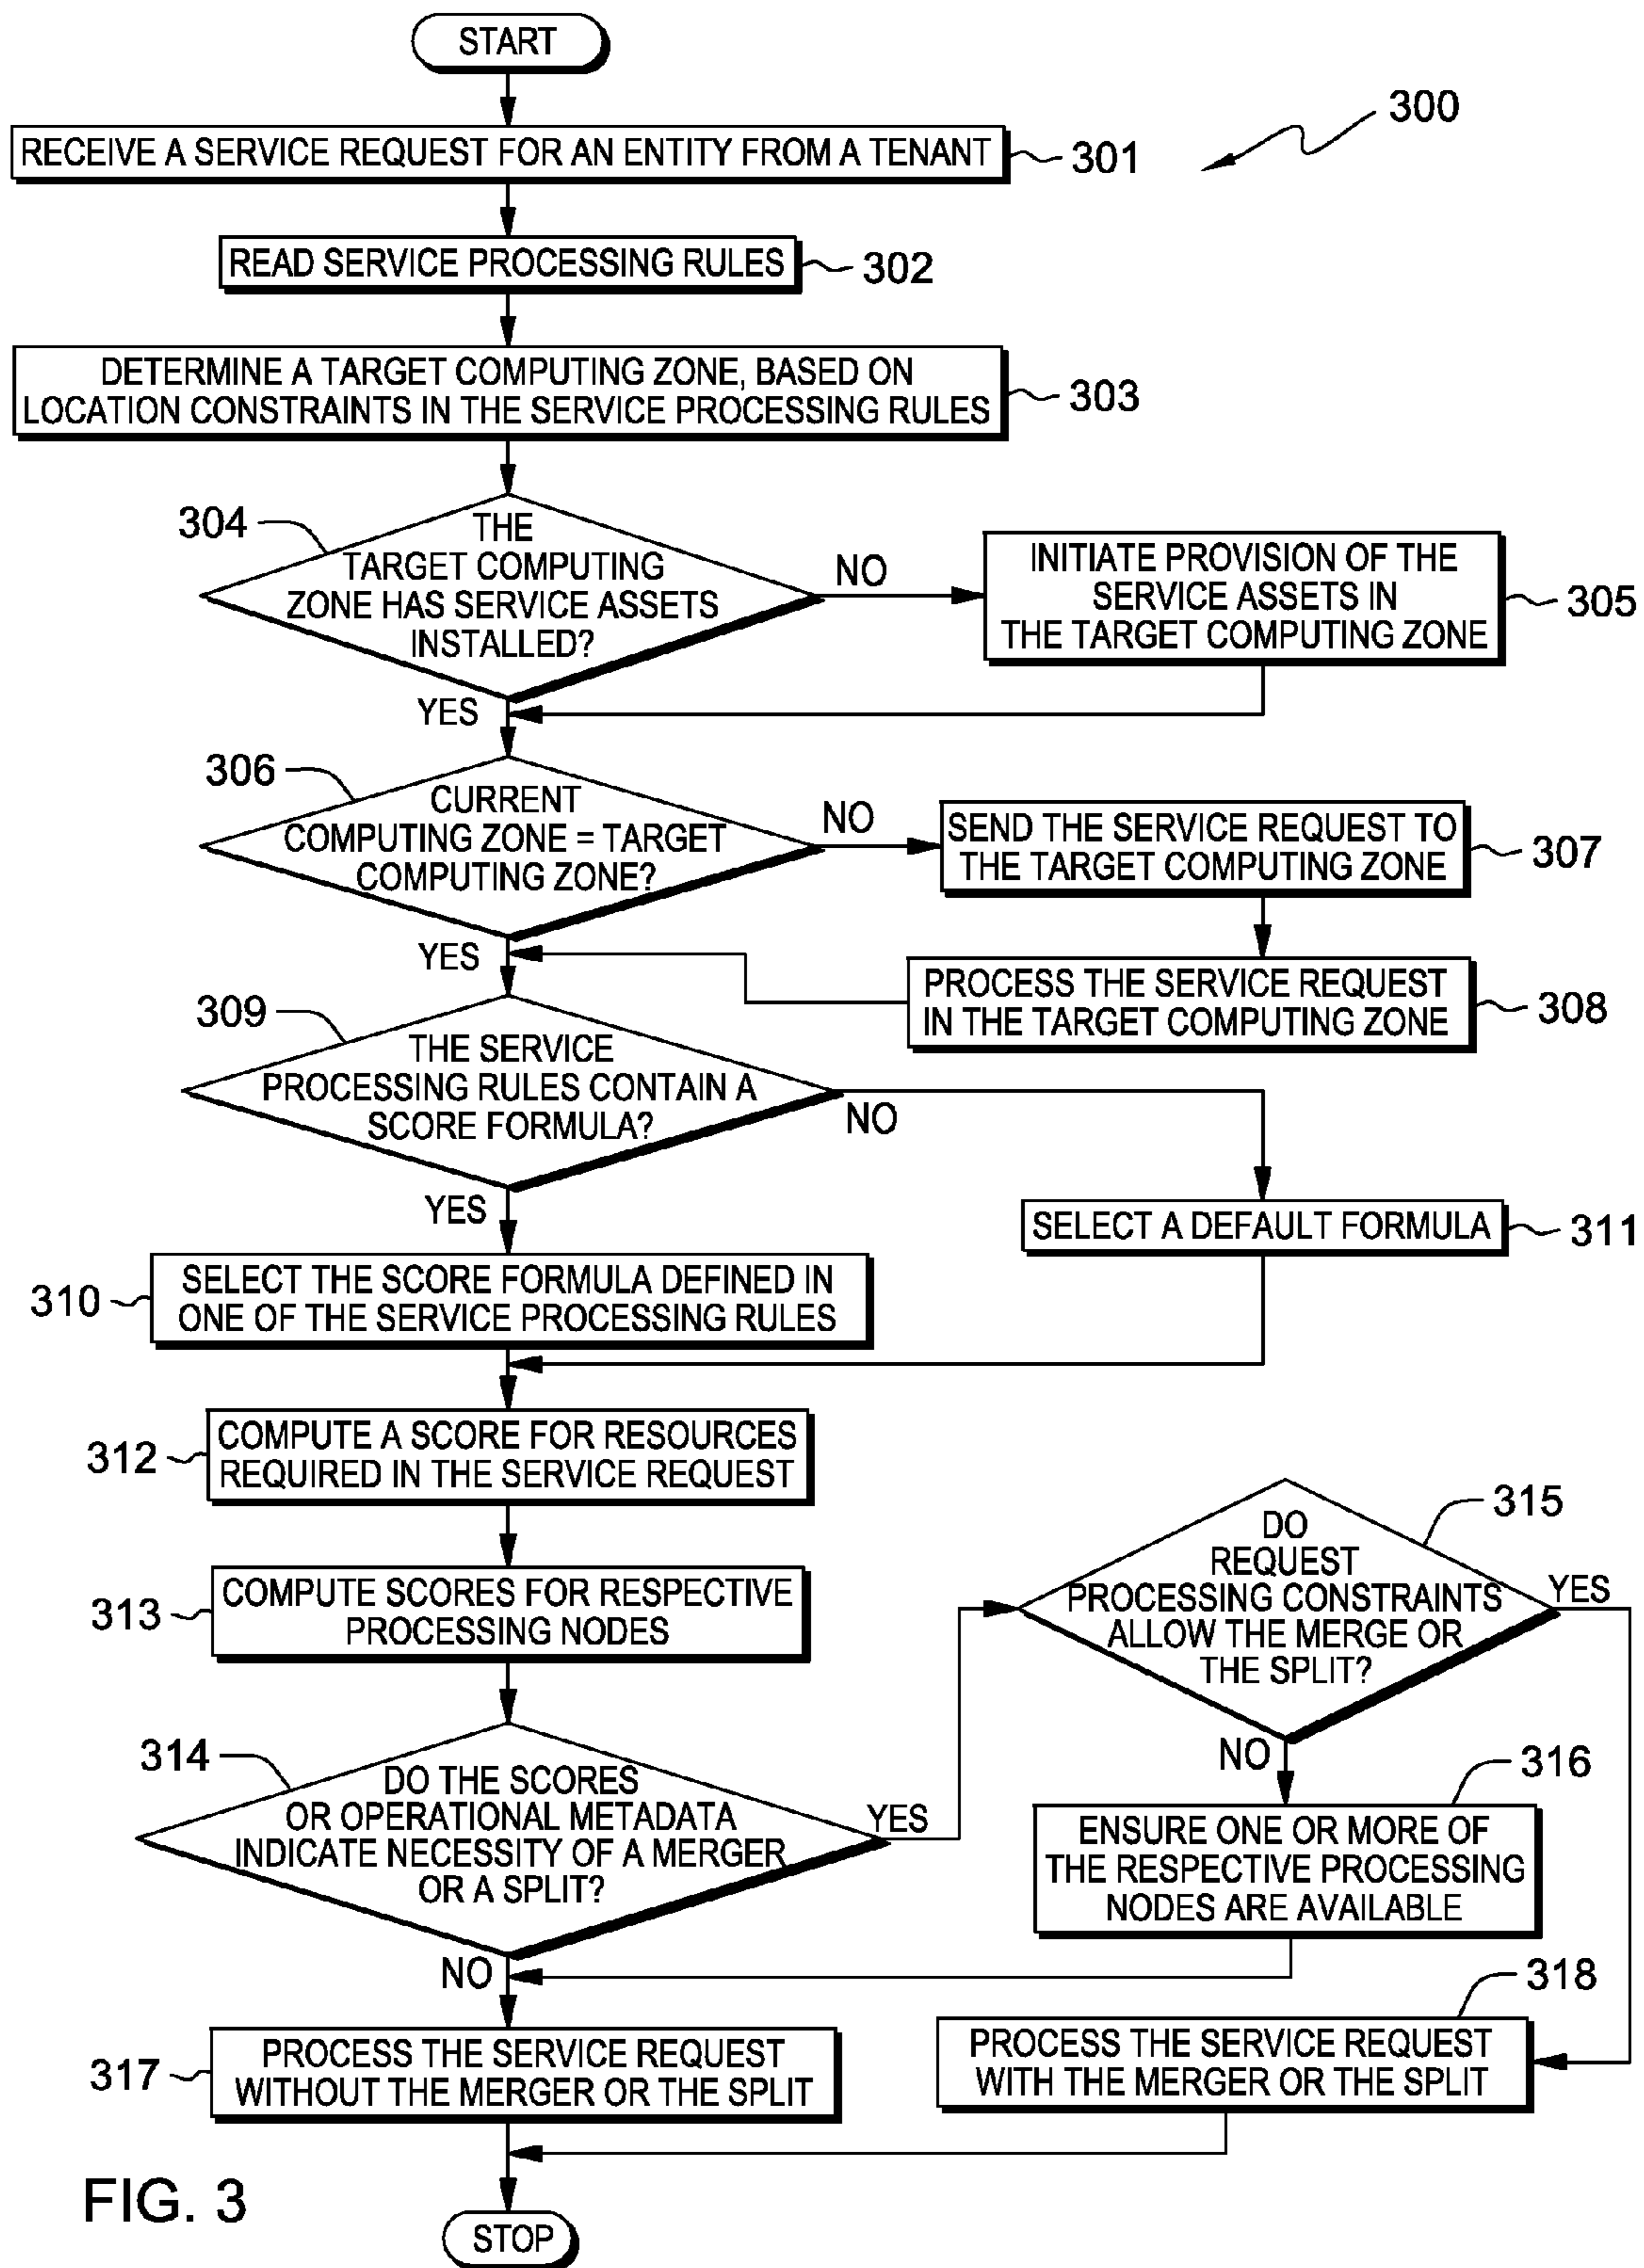 START
300
RECEIVE A SERVICE REQUEST FOR AN ENTITY FROM A TENANT
301
READ SERVICE PROCESSING RULES
302
DETERMINE A TARGET COMPUTING ZONE, BASED ON
LOCATION CONSTRAINTS IN THE SERVICE PROCESSING RULES
303
304
THE
TARGET COMPUTING
ZONE HAS SERVICE ASSETS
INSTALLED?
NO
INITIATE PROVISION OF THE
SERVICE ASSETS IN
THE TARGET COMPUTING ZONE
305
YES
306
CURRENT
COMPUTING ZONE = TARGET
COMPUTING ZONE?
NO
SEND THE SERVICE REQUEST TO
THE TARGET COMPUTING ZONE
307
YES
PROCESS THE SERVICE REQUEST
IN THE TARGET COMPUTING ZONE
308
309
THE SERVICE
PROCESSING RULES CONTAIN A
SCORE FORMULA?
NO
YES
SELECT A DEFAULT FORMULA
311
310
SELECT THE SCORE FORMULA DEFINED IN
ONE OF THE SERVICE PROCESSING RULES
312
COMPUTE A SCORE FOR RESOURCES
REQUIRED IN THE SERVICE REQUEST
313
COMPUTE SCORES FOR RESPECTIVE
PROCESSING NODES
314
DO THE SCORES
OR OPERATIONAL METADATA
INDICATE NECESSITY OF A MERGER
OR A SPLIT?
YES
315
DO
REQUEST
PROCESSING CONSTRAINTS
ALLOW THE MERGE OR
THE SPLIT?
YES
NO
316
ENSURE ONE OR MORE OF
THE RESPECTIVE PROCESSING
NODES ARE AVAILABLE
NO
317
PROCESS THE SERVICE REQUEST
WITHOUT THE MERGER OR THE SPLIT
318
PROCESS THE SERVICE REQUEST
WITH THE MERGER OR THE SPLIT
FIG. 3
STOP